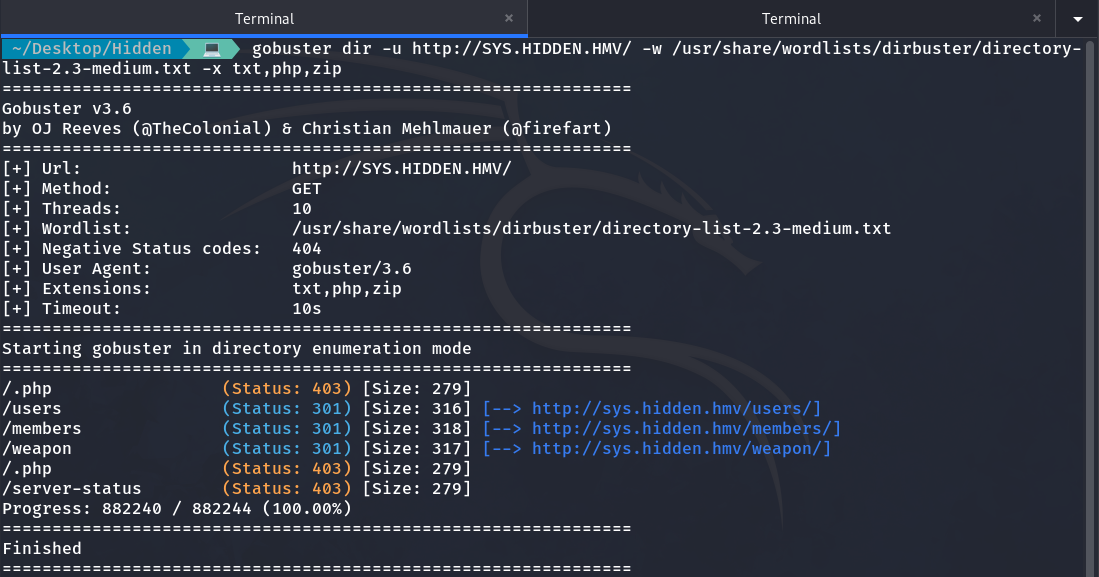 Terminal × Terminal ×
~/Desktop/Hidden gobuster dir -u http://SYS.HIDDEN.HMV/ -w /usr/share/wordlists/dirbuster/directory-
list-2.3-medium.txt -x txt,php,zip
===============================================================
Gobuster v3.6
by OJ Reeves (@TheColonial) & Christian Mehlmauer (@firefart)
===============================================================
[+] Url:                     http://SYS.HIDDEN.HMV/
[+] Method:                  GET
[+] Threads:                 10
[+] Wordlist:                /usr/share/wordlists/dirbuster/directory-list-2.3-medium.txt
[+] Negative Status codes:   404
[+] User Agent:              gobuster/3.6
[+] Extensions:              txt,php,zip
[+] Timeout:                 10s
===============================================================
Starting gobuster in directory enumeration mode
===============================================================
/.php                 (Status: 403) [Size: 279]
/users                (Status: 301) [Size: 316] [--> http://sys.hidden.hmv/users/]
/members              (Status: 301) [Size: 318] [--> http://sys.hidden.hmv/members/]
/weapon               (Status: 301) [Size: 317] [--> http://sys.hidden.hmv/weapon/]
/.php                 (Status: 403) [Size: 279]
/server-status        (Status: 403) [Size: 279]
Progress: 882240 / 882244 (100.00%)
===============================================================
Finished
===============================================================